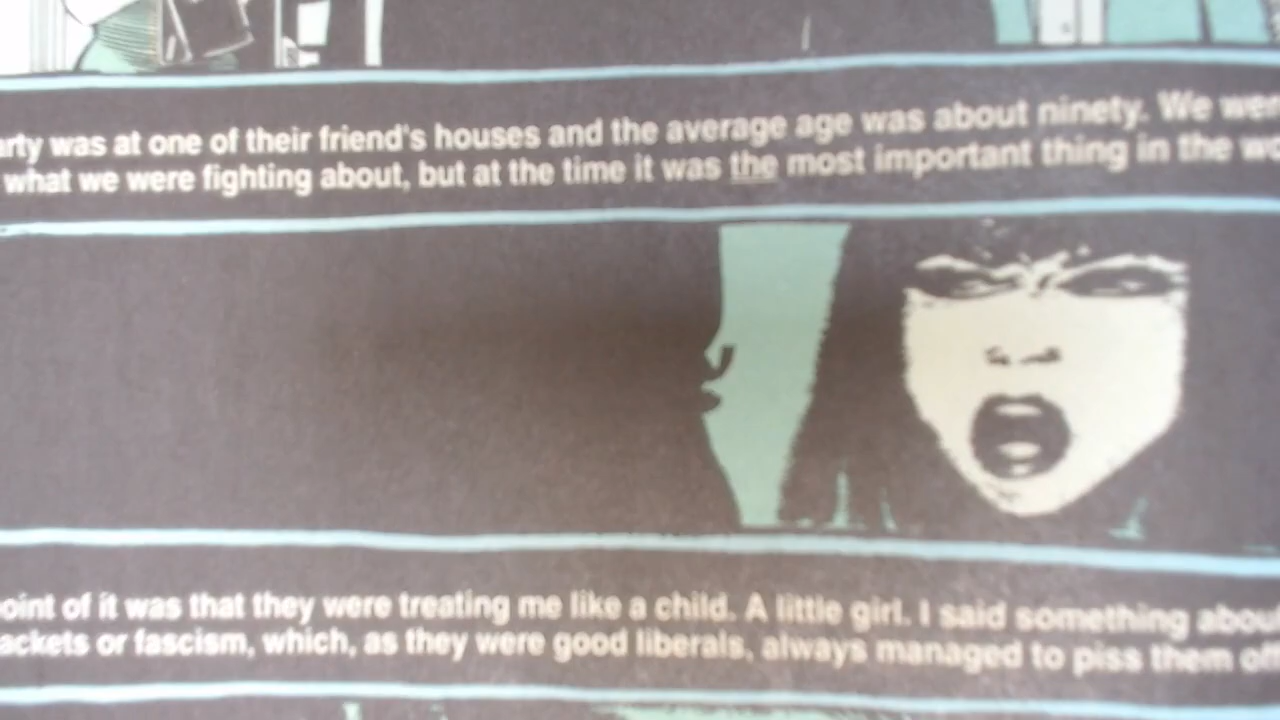 arty was at one of their friend's houses and the average age was about ninety. We wer
what we were fighting about, but at the time it was the most important thing in the wo
oint of it was that they were treating me like a child. A little girl. I said something about
ackets or fascism, which, as they were good liberals, always managed to piss them off